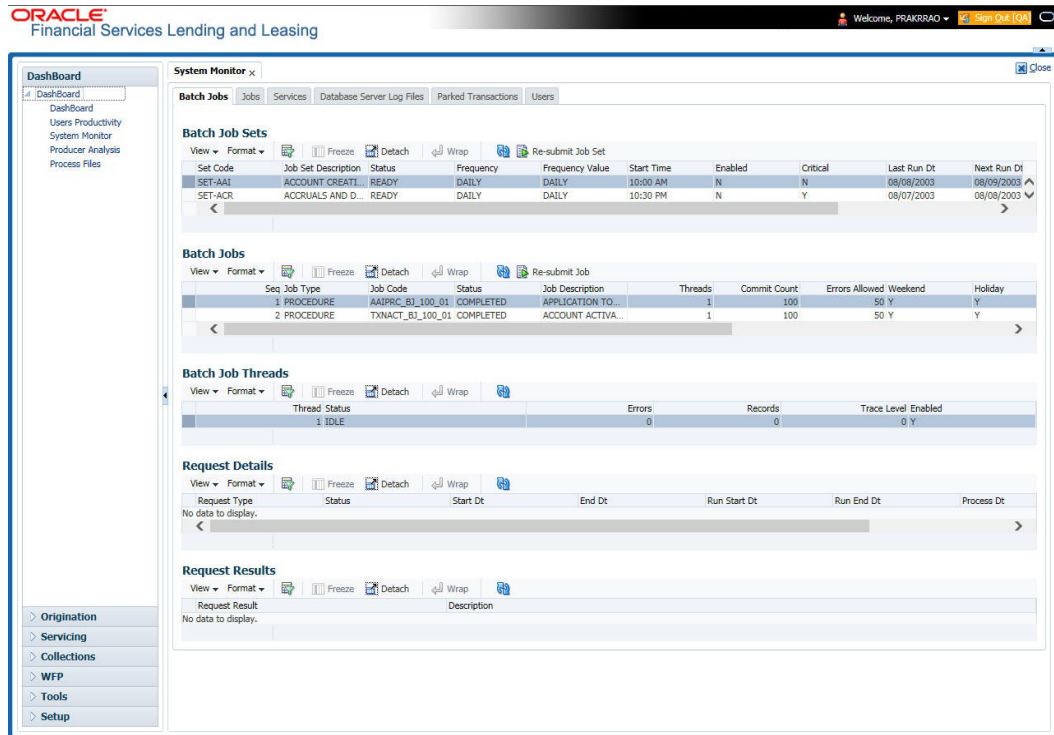 ORACLE
Financial Services Lending and Leasing
Welcome, PRAKRRAO
Sign Out [QA]
DashBoard
DashBoard
DashBoard
Users Productivity
System Monitor
Producer Analysis
Process Files
Origination
Servicing
Collections
WFP
Tools
Setup
System Monitor
Close
Batch Jobs Jobs Services Database Server Log Files Parked Transactions Users
Batch Job Sets
View Format Freeze Detach Wrap Re-submit Job Set
Set Code Job Set Description Status Frequency Frequency Value Start Time Enabled Critical Last Run Dt Next Run Dt
SET-AAI ACCOUNT CREATI... READY DAILY DAILY 10:00 AM N N 08/08/2003 08/09/2003
SET-ACR ACCRUALS AND D... READY DAILY DAILY 10:30 PM N Y 08/07/2003 08/08/2003
Batch Jobs
View Format Freeze Detach Wrap Re-submit Job
Seq Job Type Job Code Status Job Description Threads Commit Count Errors Allowed Weekend Holiday
1 PROCEDURE AAIPRC_BJ_100_01 COMPLETED APPLICATION TO... 1 100 50 Y Y
2 PROCEDURE TXNACT_BJ_100_01 COMPLETED ACCOUNT ACTIVA... 1 100 50 Y Y
Batch Job Threads
View Format Freeze Detach Wrap
Thread Status Errors Records Trace Level Enabled
1 IDLE 0 0 0 Y
Request Details
View Format Freeze Detach Wrap
Request Type Status Start Dt End Dt Run Start Dt Run End Dt Process Dt
No data to display.
Request Results
View Format Freeze Detach Wrap
Request Result Description
No data to display.